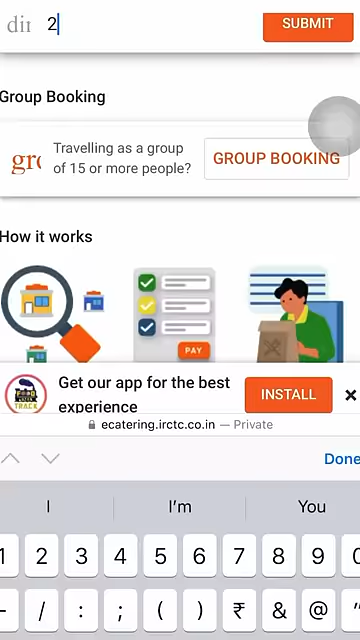 2
SUBMIT
Group Booking
Travelling as a group
of 15 or more people?
GROUP BOOKING
How it works
PAY
Get our app for the best
experience
INSTALL
TRACK
ecatering.irctc.co.in — Private
Done
I I'm You
1 2 3 4 5 6 7 8 9 0
- / : ; ( ) ₹ & @ "